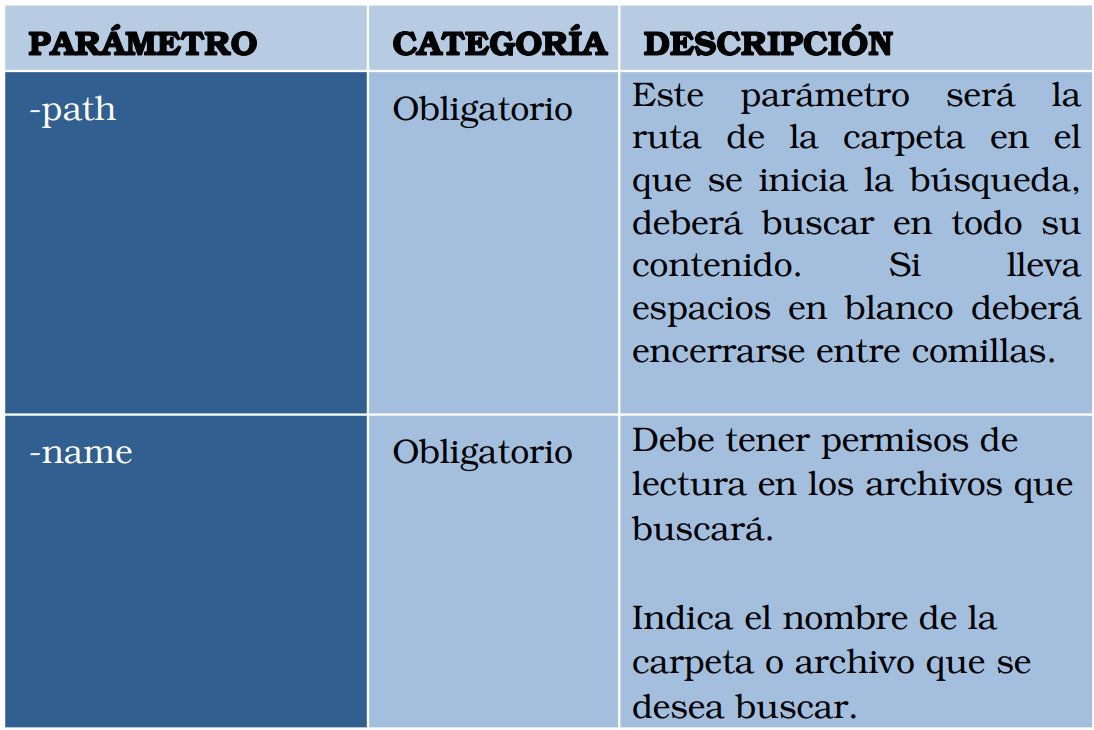 PARÁMETRO CATEGORÍA DESCRIPCIÓN
-path
Obligatorio
Este parámetro será la
ruta de la carpeta en el
que se inicia la búsqueda,
deberá buscar en todo su
contenido. Si lleva
espacios en blanco deberá
encerrarse entre comillas.
-name
Obligatorio
Debe tener permisos de
lectura en los archivos que
buscará.
Indica el nombre de la
carpeta o archivo que se
desea buscar.